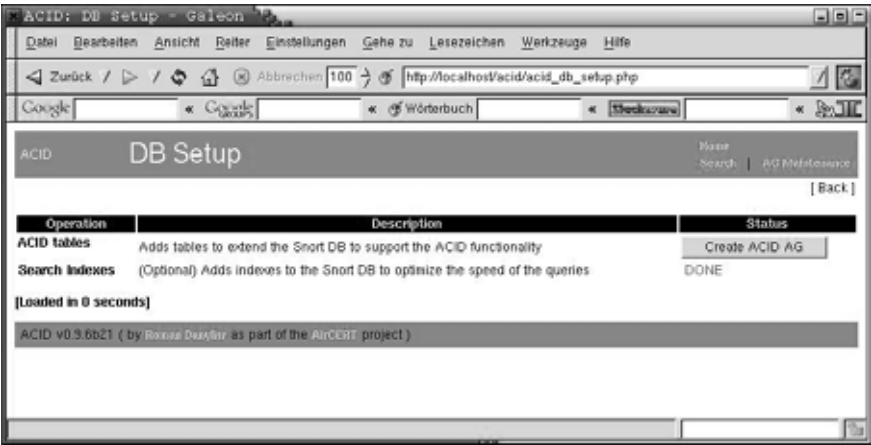 ACID: DB Setup - Galeon
Datei Bearbeiten Ansicht Reiter Einstellungen Gehe zu Lesezeichen Werkzeuge Hilfe
Zurück / / Abbrechen 100 http://localhost/acid/acid_db_setup.php
Google « Google Groups « Wörterbuch «  «
ACID DB Setup Home
Search | AG Maintenance
[ Back ]
Operation Description Status
ACID tables Adds tables to extend the Snort DB to support the ACID functionality Create ACID AG
Search Indexes (Optional) Adds indexes to the Snort DB to optimize the speed of the queries DONE
[Loaded in 0 seconds]
ACID v0.9.6b21 ( by Roman Danyliw as part of the AirCERT project )